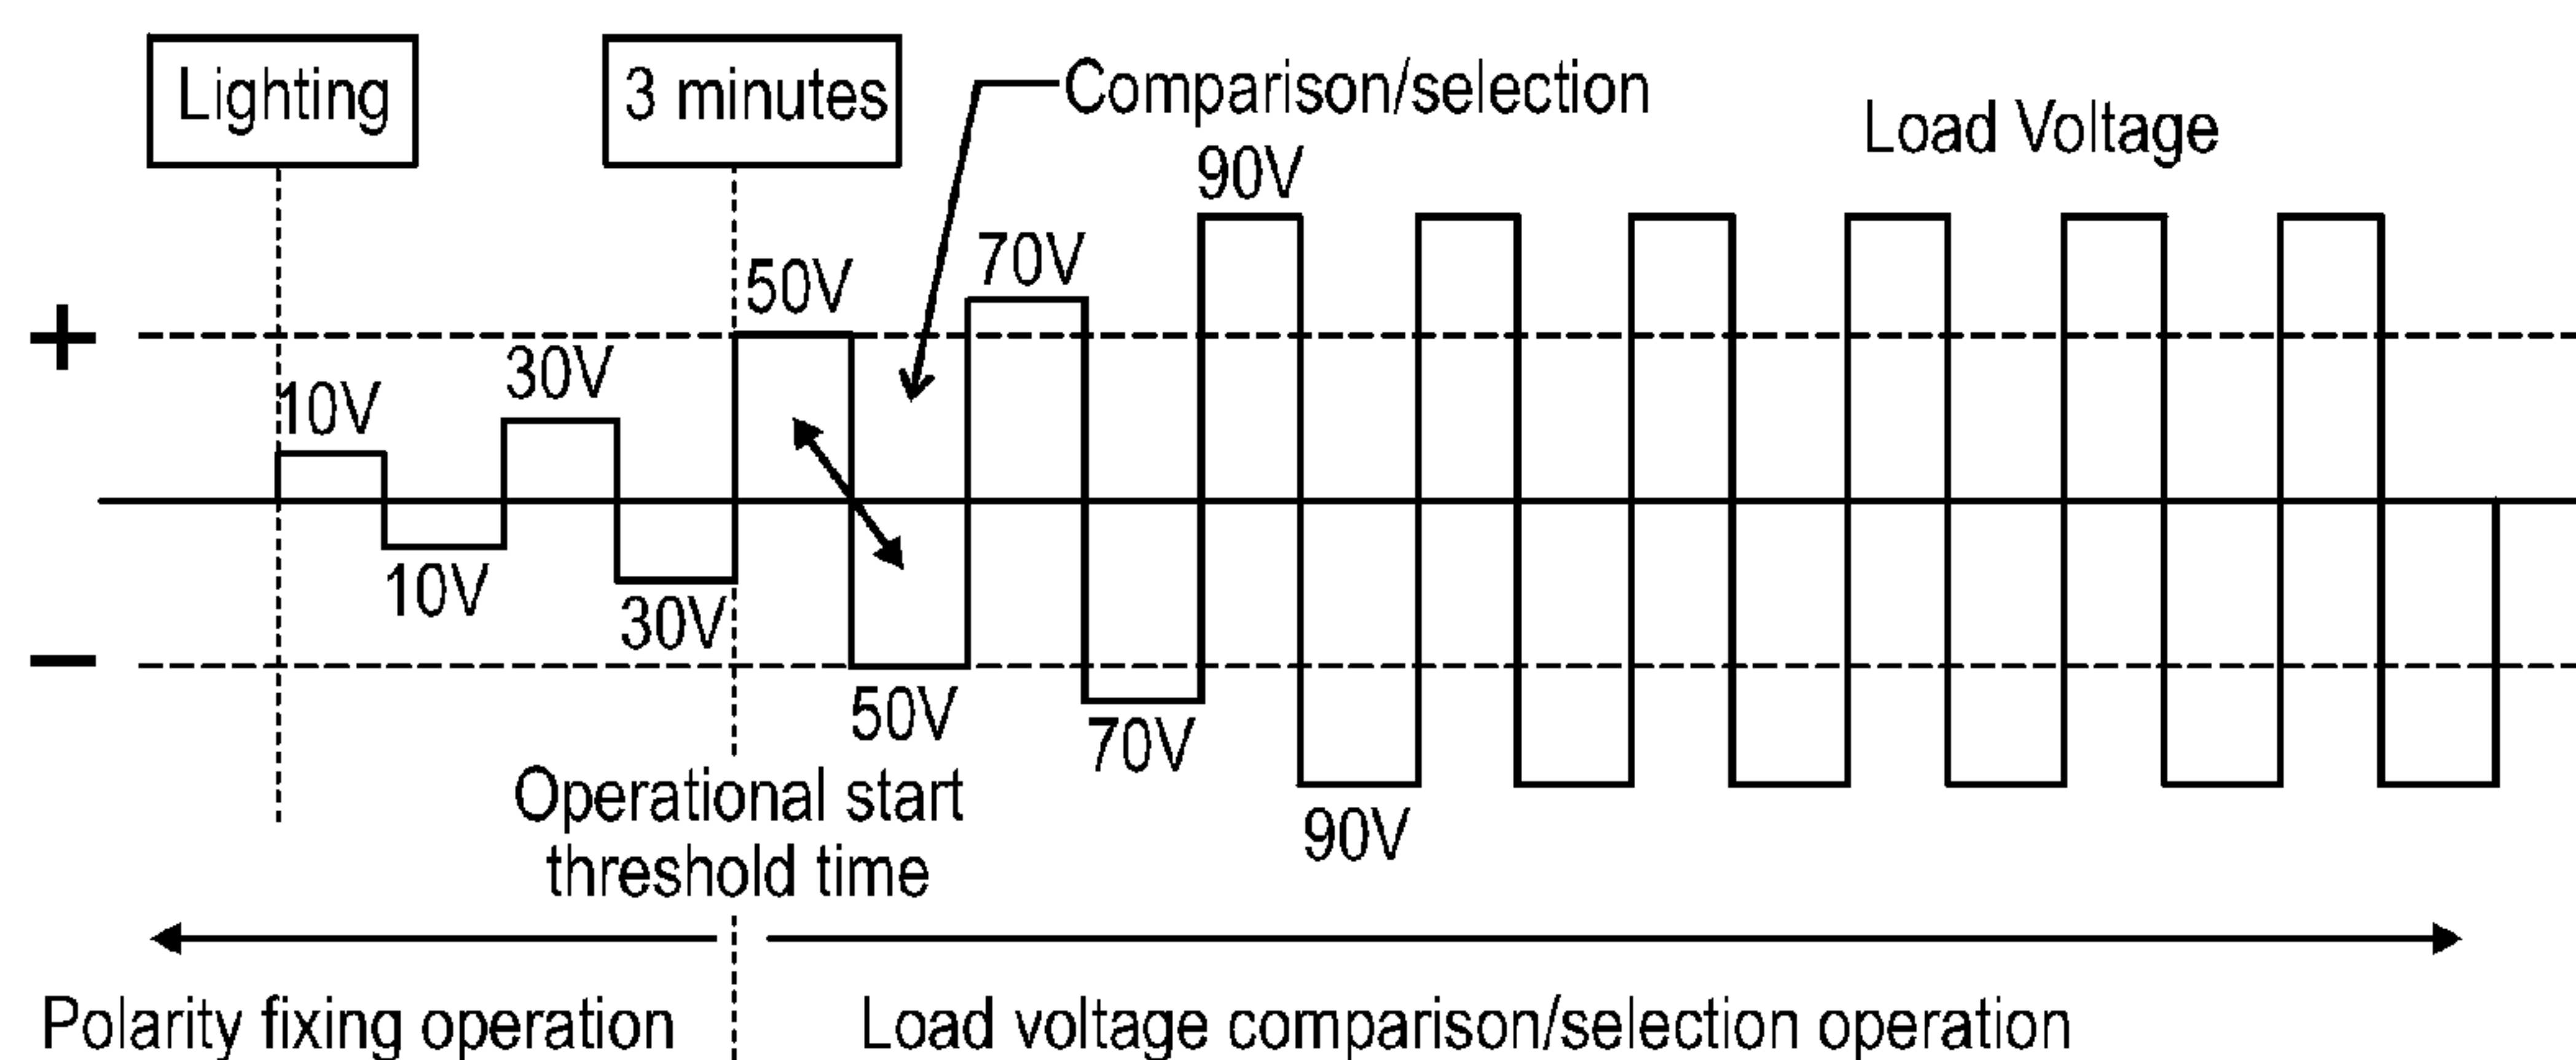 Lighting
3 minutes
Comparison/selection
Load Voltage
90V
70V
50V
+
30V
10V
10V
30V
−
50V
70V
90V
Operational start
threshold time
Polarity fixing operation
Load voltage comparison/selection operation